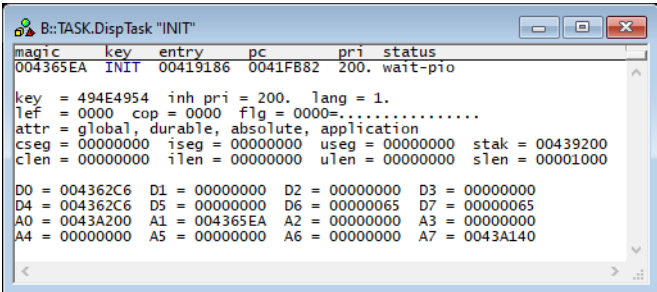 B::TASK.DispTask "INIT"
magic key entry pc pri status
004365EA INIT 00419186 0041FB82 200. wait-pio
key = 494E4954 inh pri = 200. lang = 1.
lef = 0000 cop = 0000 flg = 0000=................
attr = global, durable, absolute, application
cseg = 00000000 iseg = 00000000 useg = 00000000 stak = 00439200
clen = 00000000 ilen = 00000000 ulen = 00000000 slen = 00001000
D0 = 004362C6 D1 = 00000000 D2 = 00000000 D3 = 00000000
D4 = 004362C6 D5 = 00000000 D6 = 00000065 D7 = 00000065
A0 = 0043A200 A1 = 004365EA A2 = 00000000 A3 = 00000000
A4 = 00000000 A5 = 00000000 A6 = 00000000 A7 = 0043A140